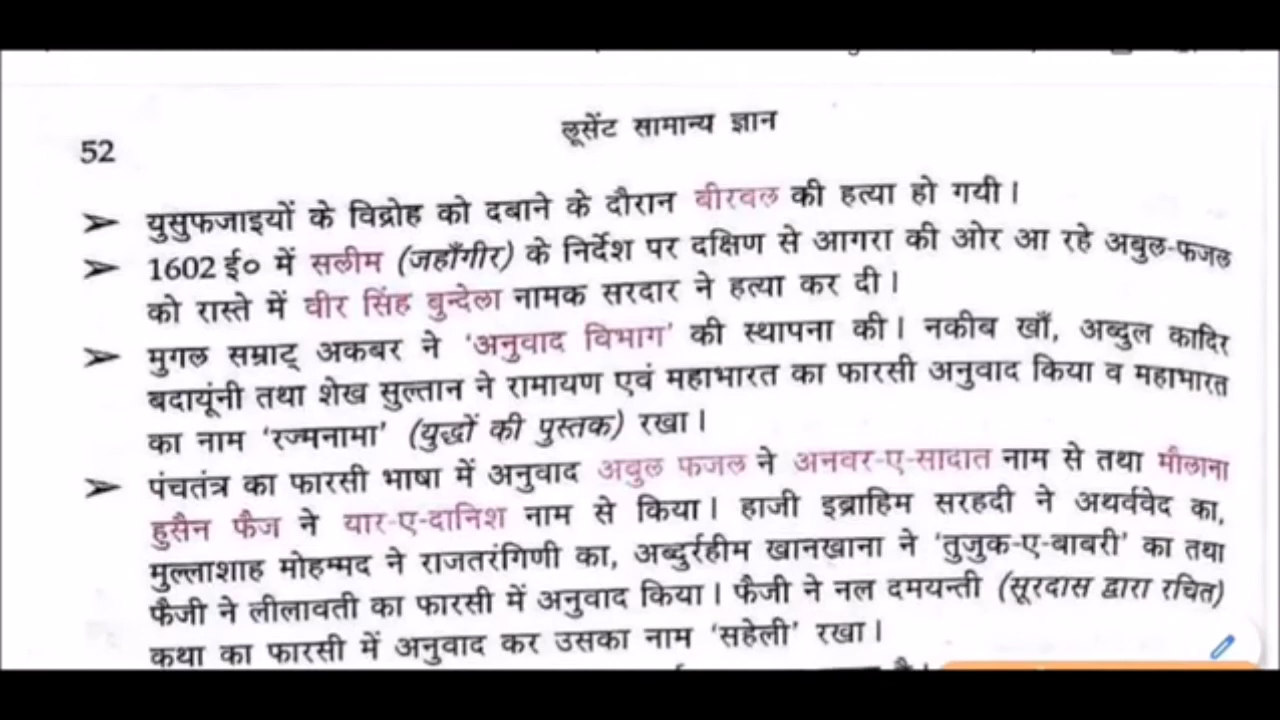 लूसेंट सामान्य ज्ञान
52
➢ युसुफजाइयों के विद्रोह को दबाने के दौरान बीरबल की हत्या हो गयी।
➢ 1602 ई० में सलीम (जहाँगीर) के निर्देश पर दक्षिण से आगरा की ओर आ रहे अबुल-फजल
को रास्ते में वीर सिंह बुन्देला नामक सरदार ने हत्या कर दी।
➢ मुगल सम्राट् अकबर ने 'अनुवाद विभाग' की स्थापना की। नकीब खाँ, अब्दुल कादिर
बदायूंनी तथा शेख सुल्तान ने रामायण एवं महाभारत का फारसी अनुवाद किया व महाभारत
का नाम 'रज्मनामा' (युद्धों की पुस्तक) रखा।
➢ पंचतंत्र का फारसी भाषा में अनुवाद अबुल फजल ने अनवर-ए-सादात नाम से तथा मौलाना
हुसैन फैज ने यार-ए-दानिश नाम से किया। हाजी इब्राहिम सरहदी ने अथर्ववेद का,
मुल्लाशाह मोहम्मद ने राजतरंगिणी का, अब्दुर्रहीम खानखाना ने 'तुजुक-ए-बाबरी' का तथा
फैजी ने लीलावती का फारसी में अनुवाद किया। फैजी ने नल दमयन्ती (सूरदास द्वारा रचित)
कथा का फारसी में अनुवाद कर उसका नाम 'सहेली' रखा।